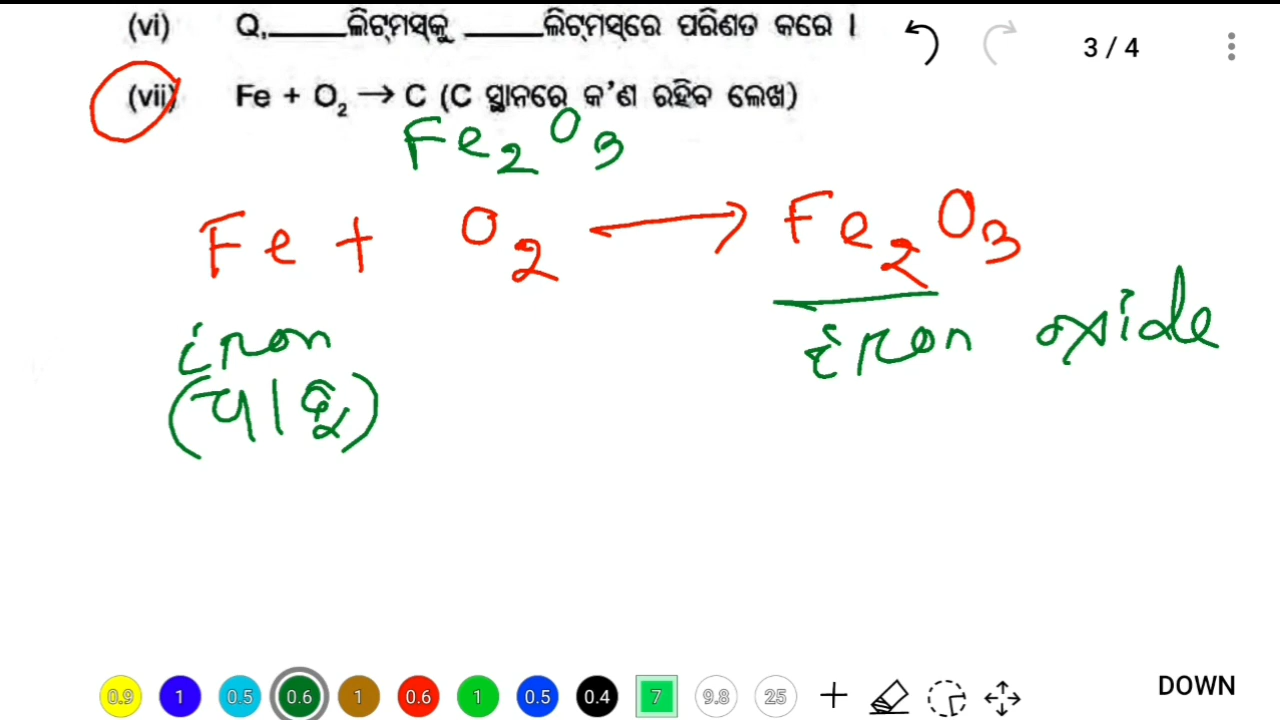 (vi) Q,_____ଲିଟ୍‌ମସ୍‌କୁ _____ଲିଟ୍‌ମସ୍‌ରେ ପରିଣତ କରେ । 3 / 4
(vii) Fe + O₂ → C (C ସ୍ଥାନରେ କ'ଣ ରହିବ ଲେଖ)
Fe₂O₃
Fe + O₂ ⟶ Fe₂O₃
iron iron oxide
0.9 1 0.5 0.6 1 0.6 1 0.5 0.4 7 9.8 25 DOWN